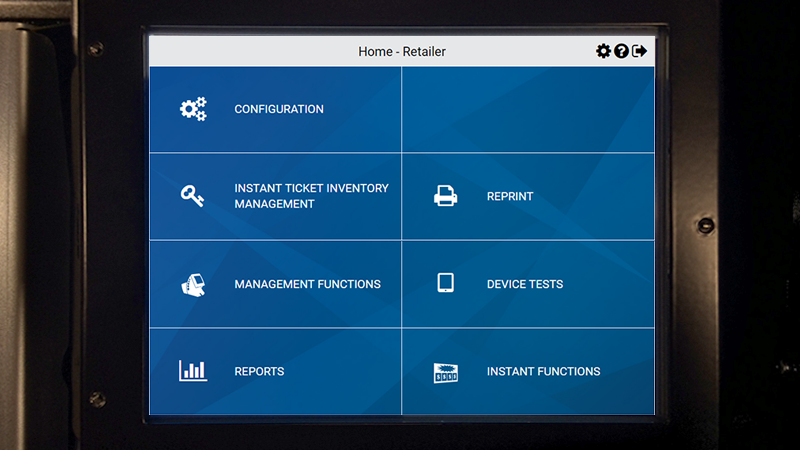 Home - Retailer
CONFIGURATION
INSTANT TICKET INVENTORY
MANAGEMENT
REPRINT
MANAGEMENT FUNCTIONS
DEVICE TESTS
REPORTS
INSTANT FUNCTIONS